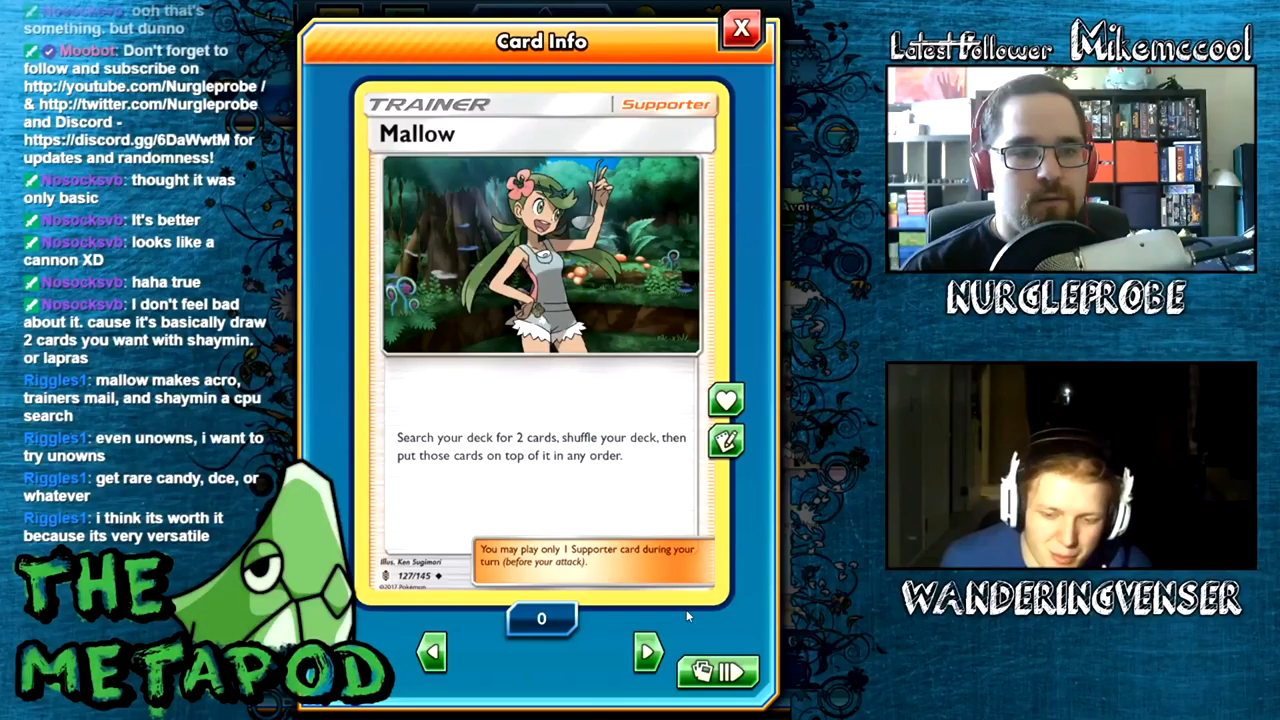 Nosocksvb: ooh that's
something. but dunno
Moobot: Don't forget to
follow and subscribe on
http://youtube.com/Nurgleprobe /
& http://twitter.com/Nurgleprobe
and Discord -
https://discord.gg/6DaWwtM for
updates and randomness!
Nosocksvb: thought it was
only basic
Nosocksvb: It's better
Nosocksvb: looks like a
cannon XD
Nosocksvb: haha true
Nosocksvb: I don't feel bad
about it. cause it's basically draw
2 cards you want with shaymin.
or lapras
Riggles1: mallow makes acro,
trainers mail, and shaymin a cpu
search
Riggles1: even unowns, i want to
try unowns
Riggles1: get rare candy, dce, or
whatever
Riggles1: i think its worth it
because its very versatile
THE
METAPOD
Card Info
X
TRAINER
Supporter
Mallow
Search your deck for 2 cards, shuffle your deck, then
put those cards on top of it in any order.
You may play only 1 Supporter card during your
turn (before your attack).
Illus. Ken Sugimori
127/145
©2017 Pokémon
0
Latest Follower Mikemccool
NURGLEPROBE
WANDERINGVENSER